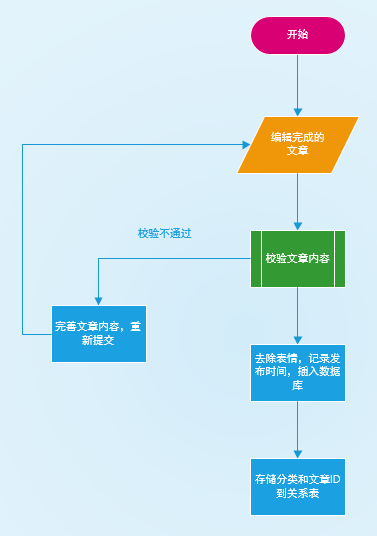 开始
编辑完成的
文章
校验不通过
校验文章内容
完善文章内容，重
新提交
去除表情，记录发
布时间，插入数据
库
存储分类和文章ID
到关系表